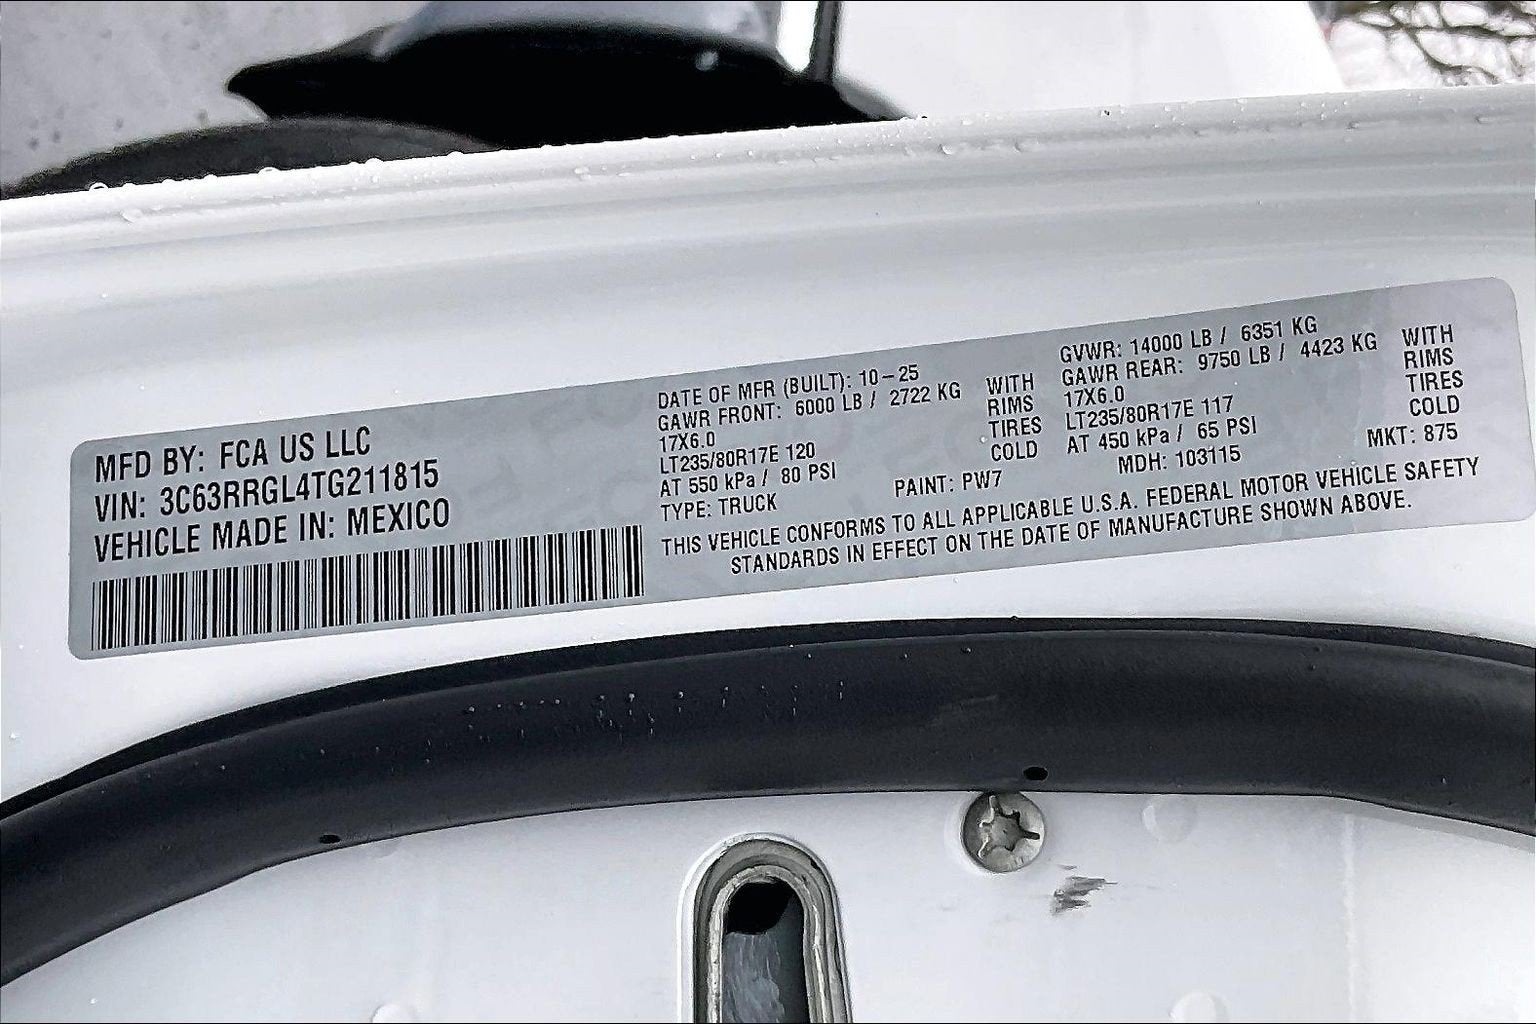 MFD BY: FCA US LLC
VIN: 3C63RRGL4TG211815
VEHICLE MADE IN: MEXICO
DATE OF MFR (BUILT): 10-25
GAWR FRONT: 6000 LB / 2722 KG WITH
17X6.0 RIMS
LT235/80R17E 120 TIRES
AT 550 kPa / 80 PSI COLD
TYPE: TRUCK PAINT: PW7
GVWR: 14000 LB / 6351 KG
GAWR REAR: 9750 LB / 4423 KG WITH
17X6.0 RIMS
LT235/80R17E 117 TIRES
AT 450 kPa / 65 PSI COLD
MDH: 103115 MKT: 875
THIS VEHICLE CONFORMS TO ALL APPLICABLE U.S.A. FEDERAL MOTOR VEHICLE SAFETY
STANDARDS IN EFFECT ON THE DATE OF MANUFACTURE SHOWN ABOVE.